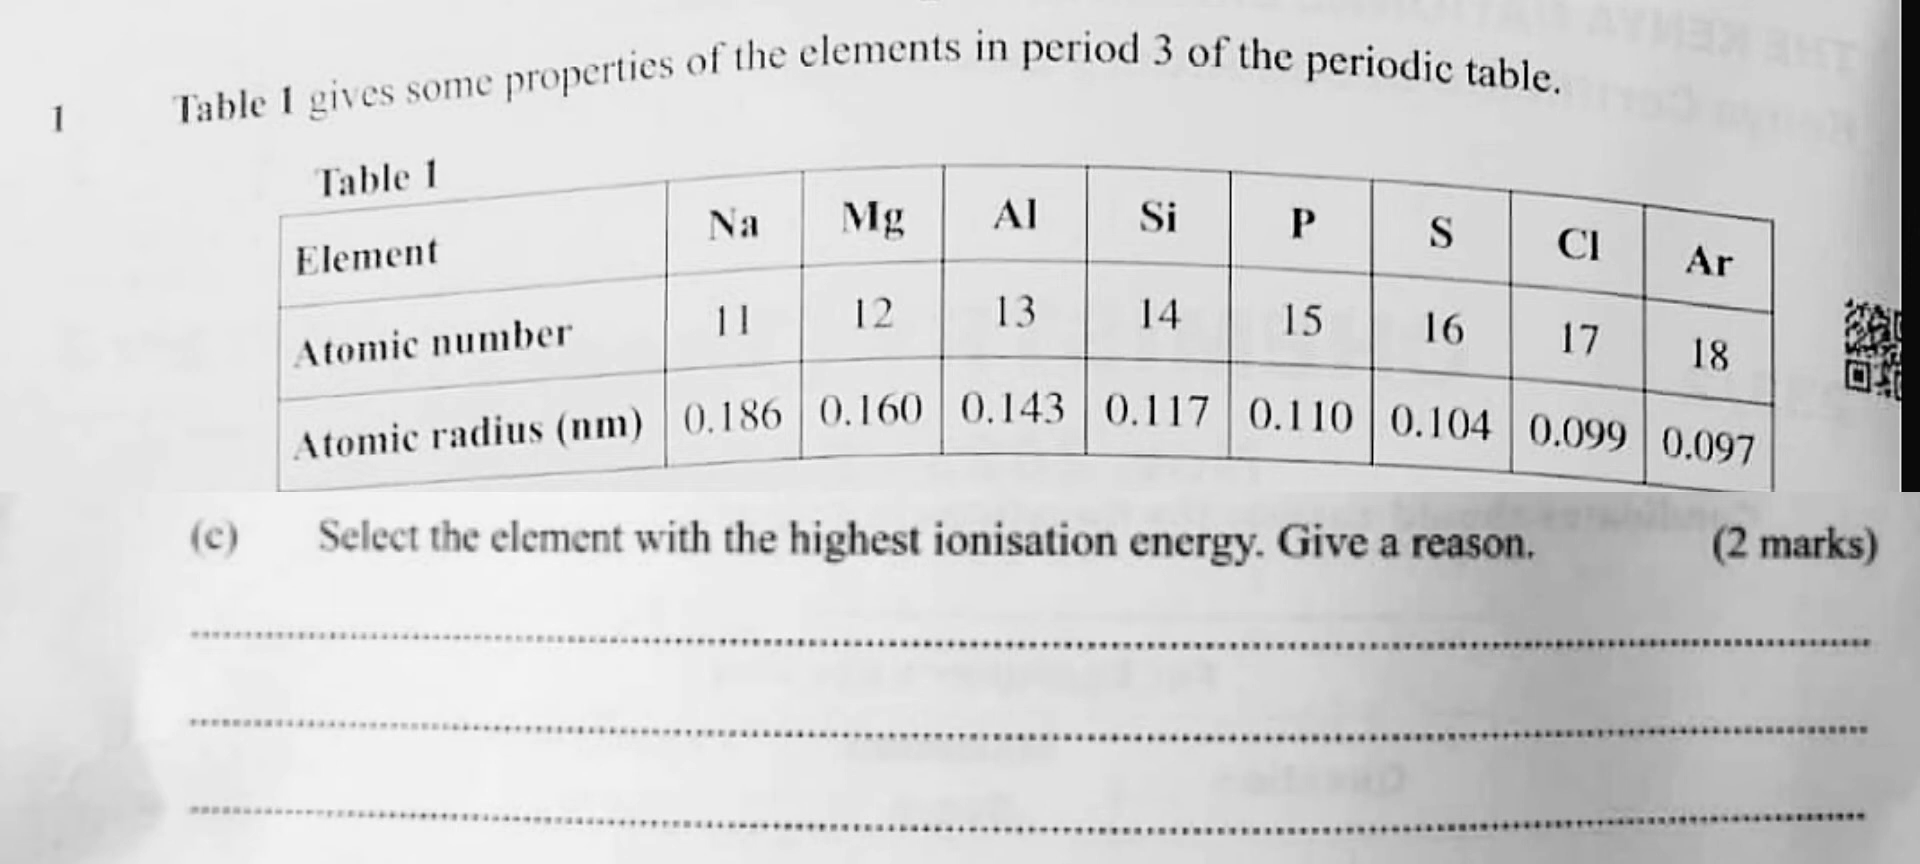 1 Table 1 gives some properties of the elements in period 3 of the periodic table.
Table 1
Element Na Mg Al Si P S Cl Ar
Atomic number 11 12 13 14 15 16 17 18
Atomic radius (nm) 0.186 0.160 0.143 0.117 0.110 0.104 0.099 0.097
(c) Select the element with the highest ionisation energy. Give a reason. (2 marks)